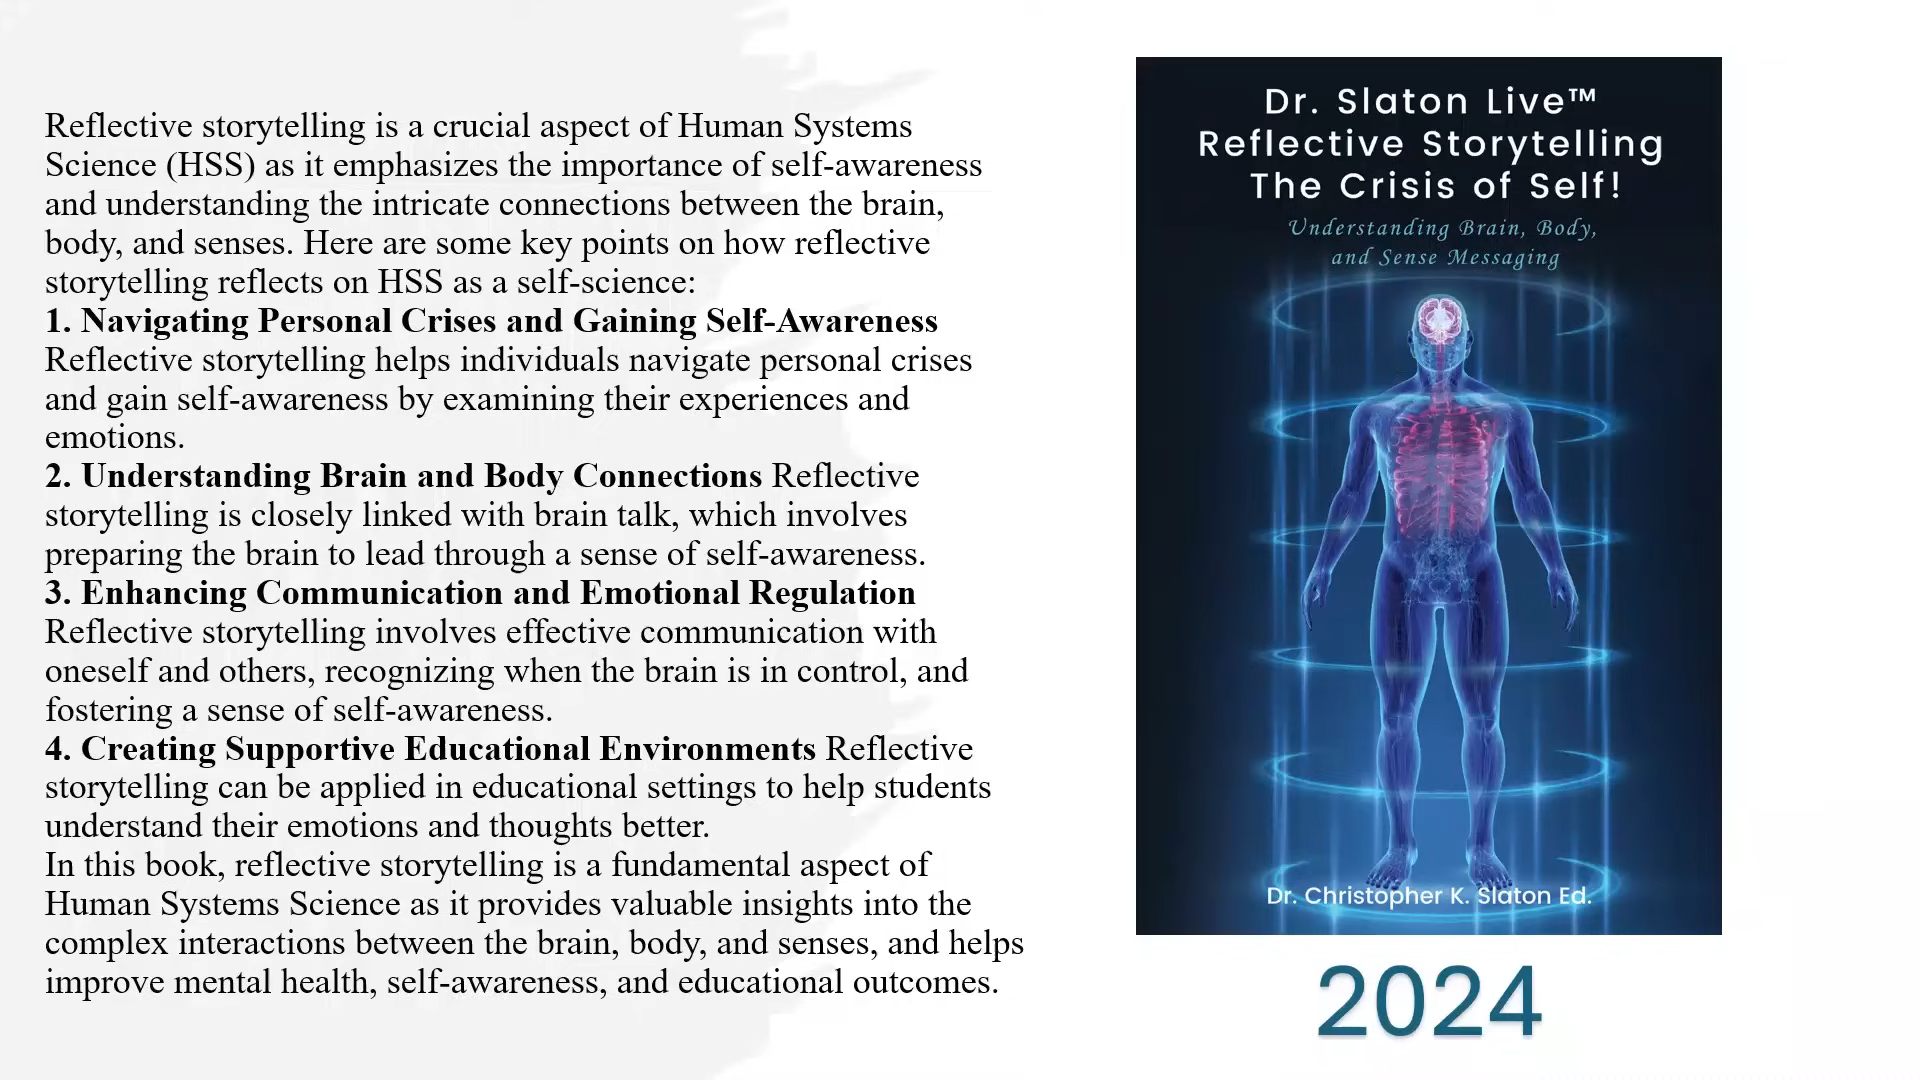 Reflective storytelling is a crucial aspect of Human Systems
Science (HSS) as it emphasizes the importance of self-awareness
and understanding the intricate connections between the brain,
body, and senses. Here are some key points on how reflective
storytelling reflects on HSS as a self-science:
1. Navigating Personal Crises and Gaining Self-Awareness
Reflective storytelling helps individuals navigate personal crises
and gain self-awareness by examining their experiences and
emotions.
2. Understanding Brain and Body Connections Reflective
storytelling is closely linked with brain talk, which involves
preparing the brain to lead through a sense of self-awareness.
3. Enhancing Communication and Emotional Regulation
Reflective storytelling involves effective communication with
oneself and others, recognizing when the brain is in control, and
fostering a sense of self-awareness.
4. Creating Supportive Educational Environments Reflective
storytelling can be applied in educational settings to help students
understand their emotions and thoughts better.
In this book, reflective storytelling is a fundamental aspect of
Human Systems Science as it provides valuable insights into the
complex interactions between the brain, body, and senses, and helps
improve mental health, self-awareness, and educational outcomes.
Dr. Slaton Live™
Reflective Storytelling
The Crisis of Self!
Understanding Brain, Body,
and Sense Messaging
Dr. Christopher K. Slaton Ed.
2024